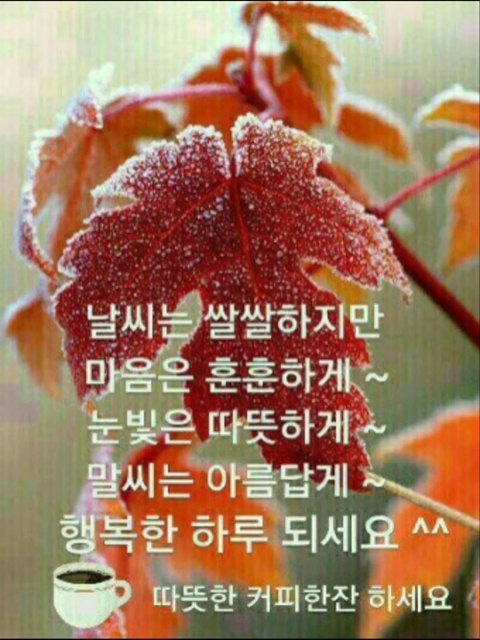 날씨는 쌀쌀하지만
마음은 훈훈하게 ~
눈빛은 따뜻하게 ~
말씨는 아름답게 ~
행복한 하루 되세요 ^^
따뜻한 커피한잔 하세요